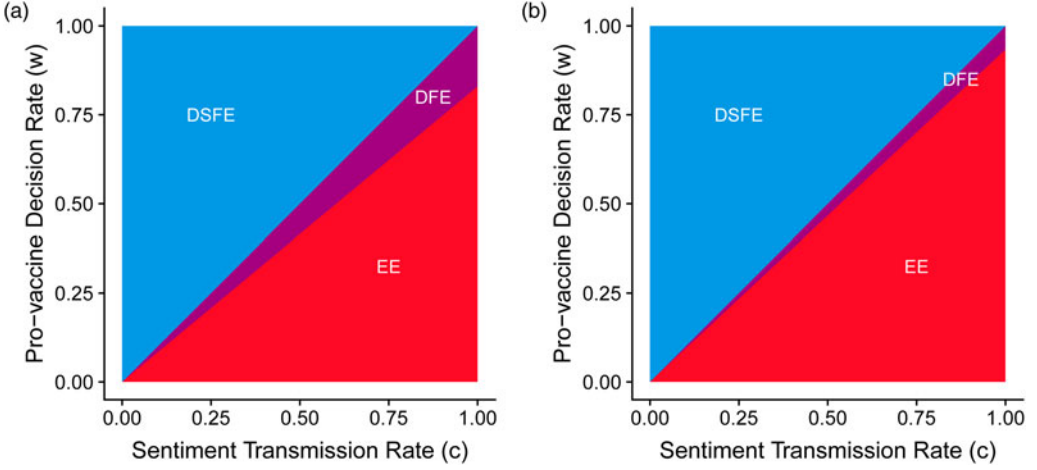 (a)
Pro−vaccine Decision Rate (w)
1.00
0.75
0.50
0.25
0.00
DSFE
DFE
EE
0.00 0.25 0.50 0.75 1.00
Sentiment Transmission Rate (c)
(b)
Pro−vaccine Decision Rate (w)
1.00
0.75
0.50
0.25
0.00
DSFE
DFE
EE
0.00 0.25 0.50 0.75 1.00
Sentiment Transmission Rate (c)